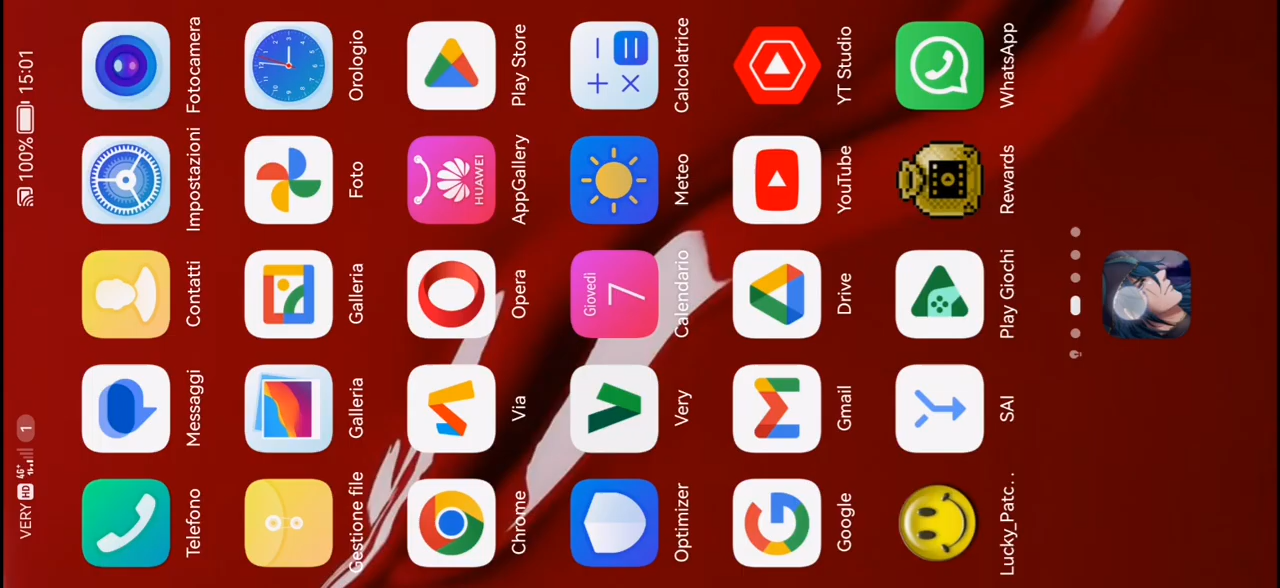 VERY HD 4G+ 1 100% 15:01
Telefono Messaggi Contatti Impostazioni Fotocamera
Gestione file Galleria Galleria Foto Orologio
HUAWEI
Chrome Via Opera AppGallery Play Store
Giovedì
7
Optimizer Very Calendario Meteo Calcolatrice
Google Gmail Drive YouTube YT Studio
Lucky_Patc.. SAI Play Giochi Rewards WhatsApp